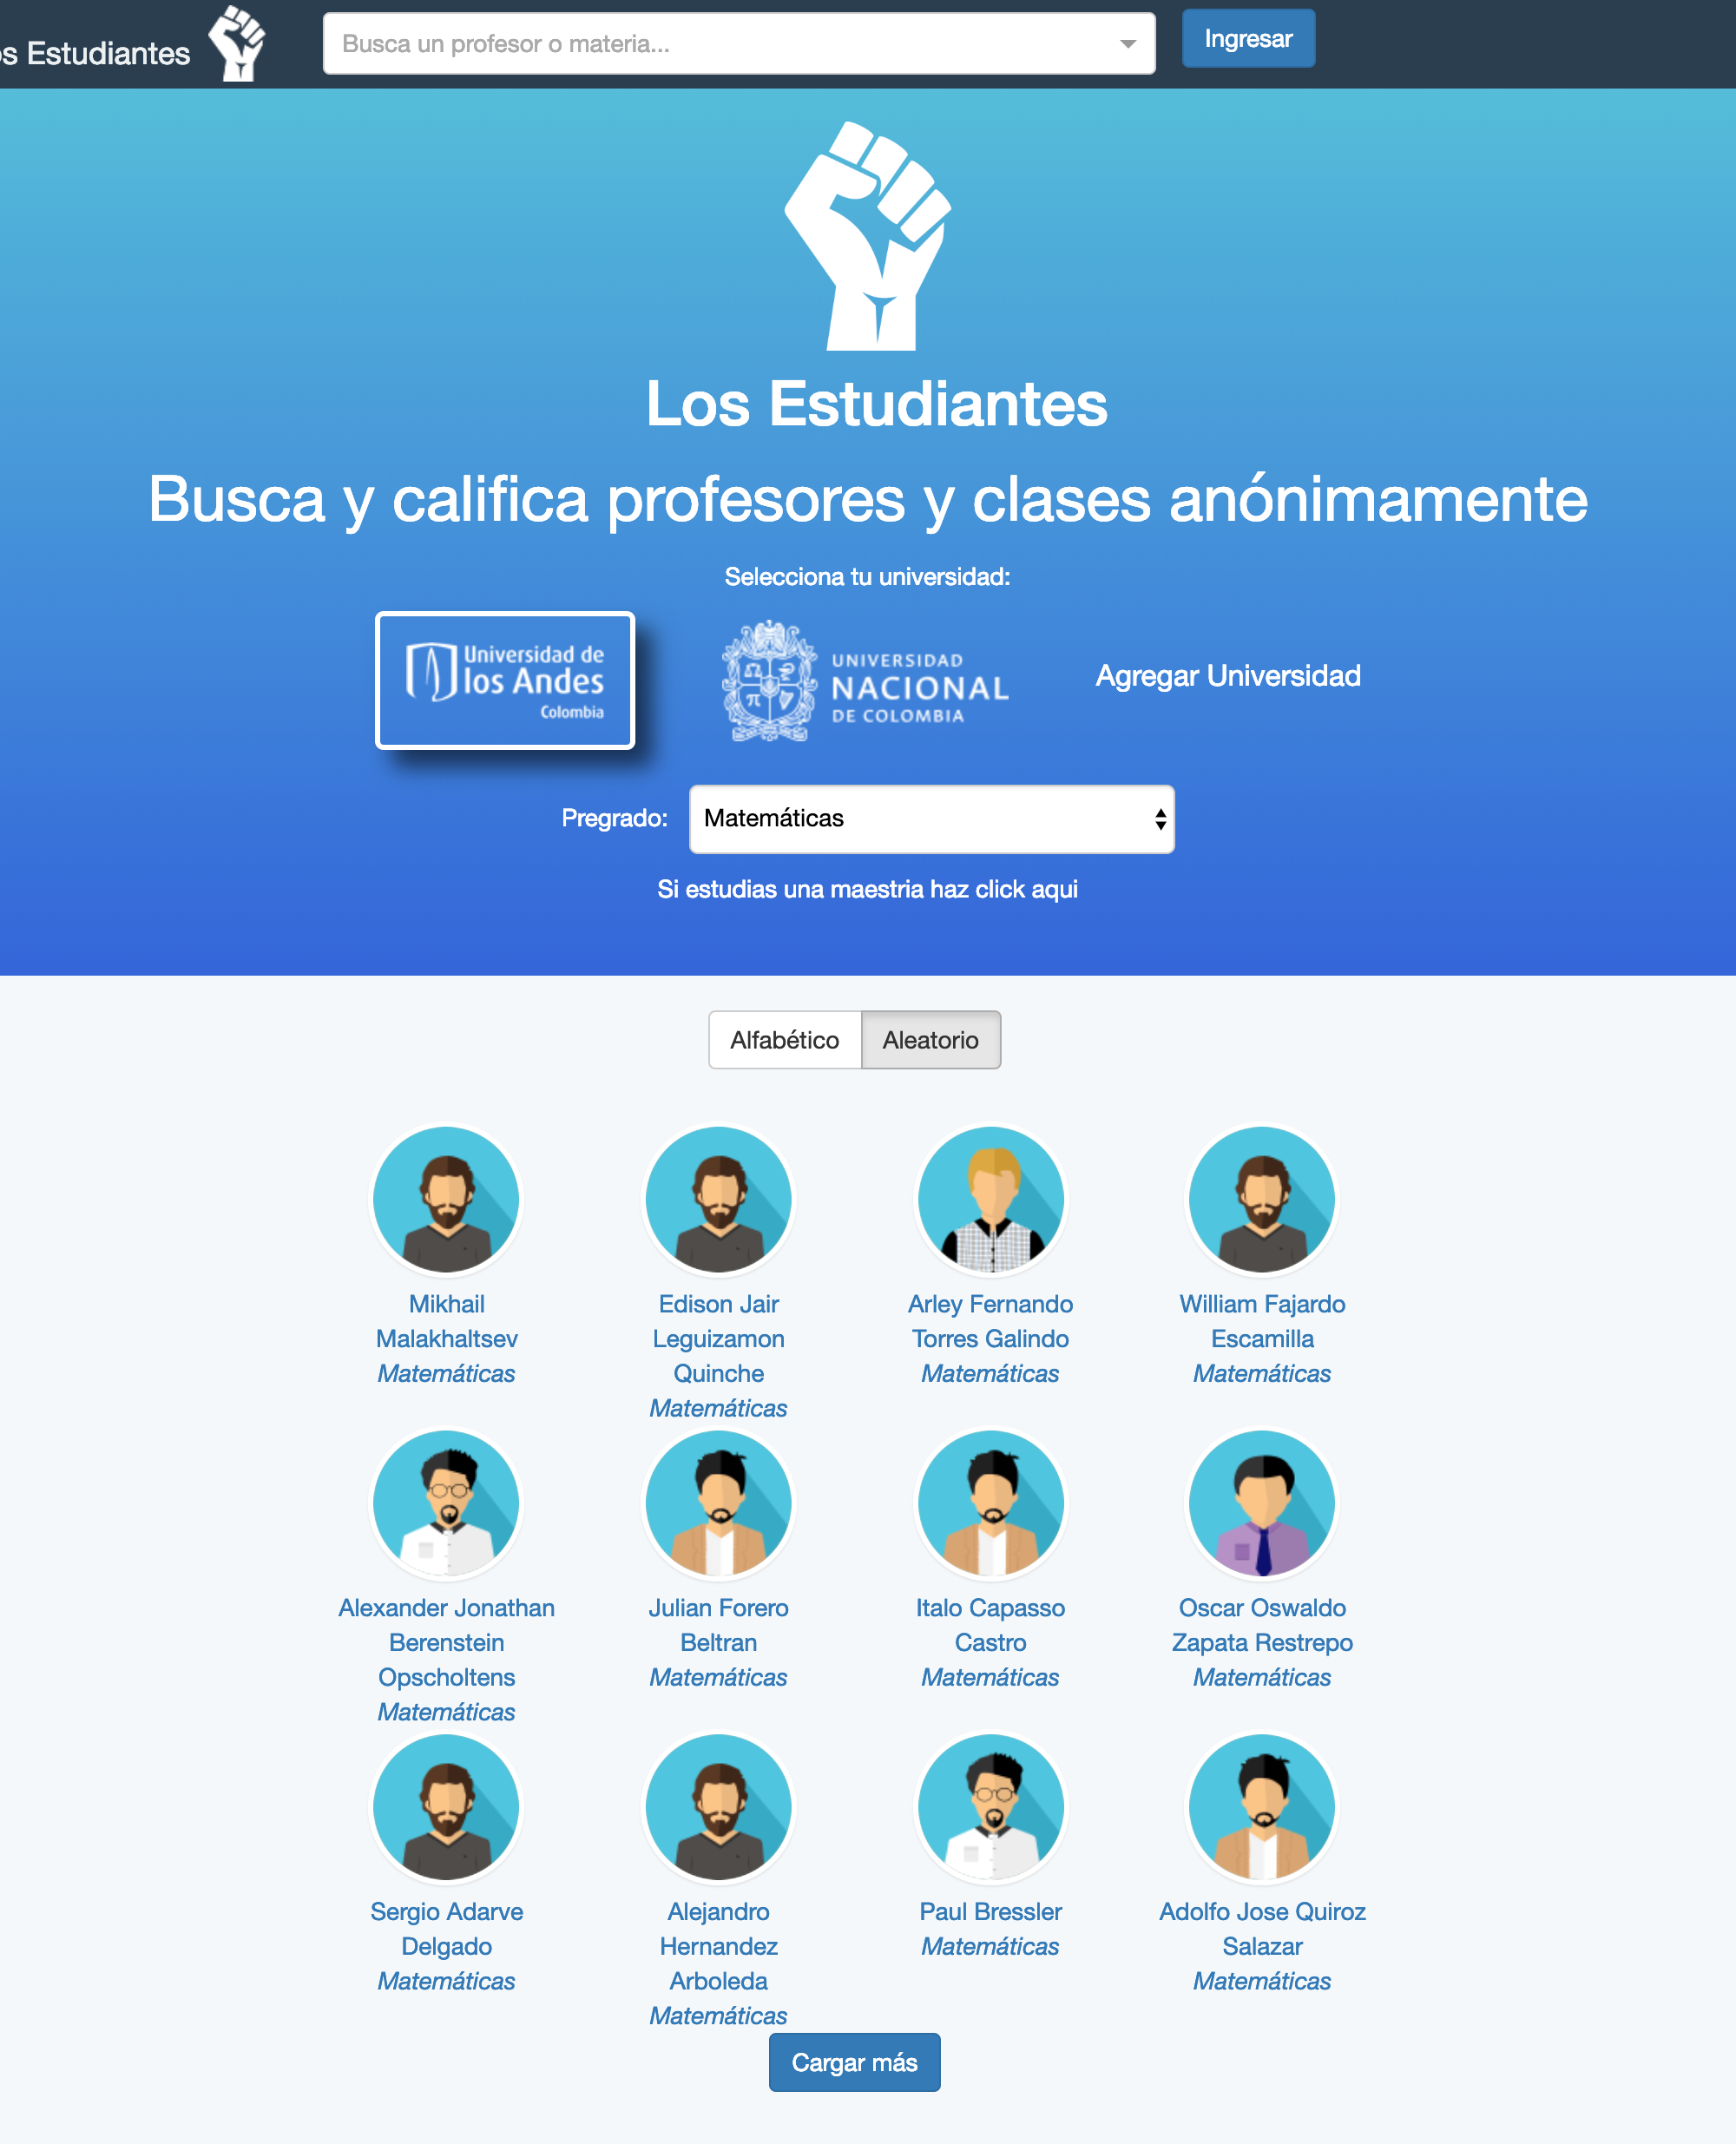 s Estudiantes
Busca un profesor o materia...
Ingresar
Los Estudiantes
Busca y califica profesores y clases anónimamente
Selecciona tu universidad:
Universidad de
los Andes
Colombia
UNIVERSIDAD
NACIONAL
DE COLOMBIA
Agregar Universidad
Pregrado:
Matemáticas
Si estudias una maestria haz click aqui
Alfabético
Aleatorio
Mikhail
Malakhaltsev
Matemáticas
Edison Jair
Leguizamon
Quinche
Matemáticas
Arley Fernando
Torres Galindo
Matemáticas
William Fajardo
Escamilla
Matemáticas
Alexander Jonathan
Berenstein
Opscholtens
Matemáticas
Julian Forero
Beltran
Matemáticas
Italo Capasso
Castro
Matemáticas
Oscar Oswaldo
Zapata Restrepo
Matemáticas
Sergio Adarve
Delgado
Matemáticas
Alejandro
Hernandez
Arboleda
Matemáticas
Paul Bressler
Matemáticas
Adolfo Jose Quiroz
Salazar
Matemáticas
Cargar más